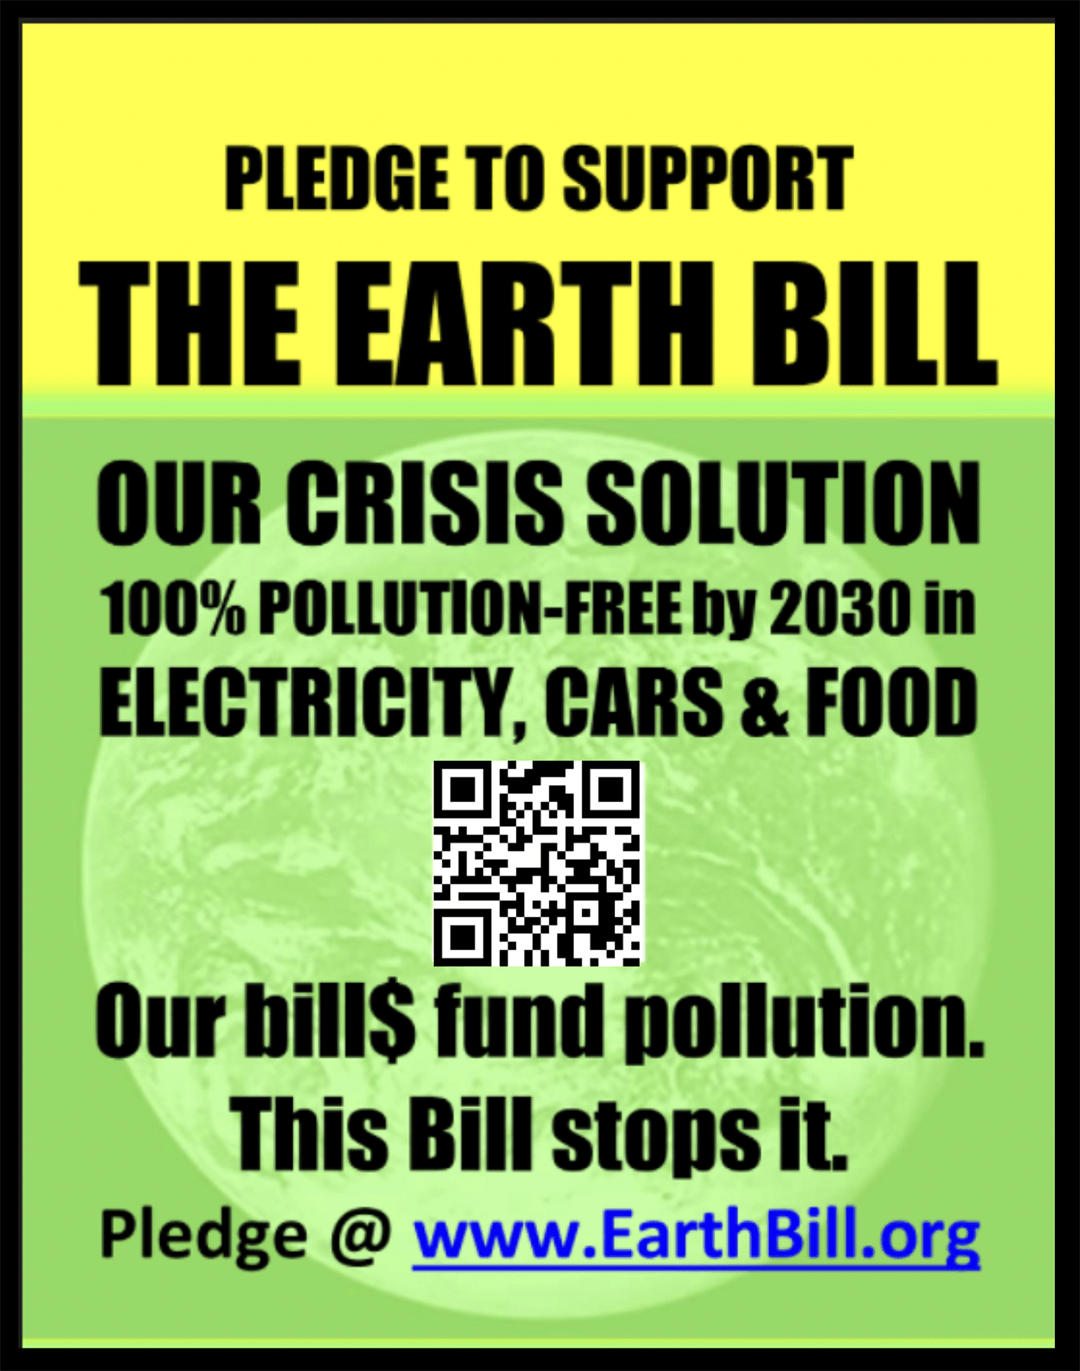 PLEDGE TO SUPPORT
THE EARTH BILL
OUR CRISIS SOLUTION
100% POLLUTION-FREE by 2030 in
ELECTRICITY, CARS & FOOD
Our bill$ fund pollution.
This Bill stops it.
Pledge @ www.EarthBill.org